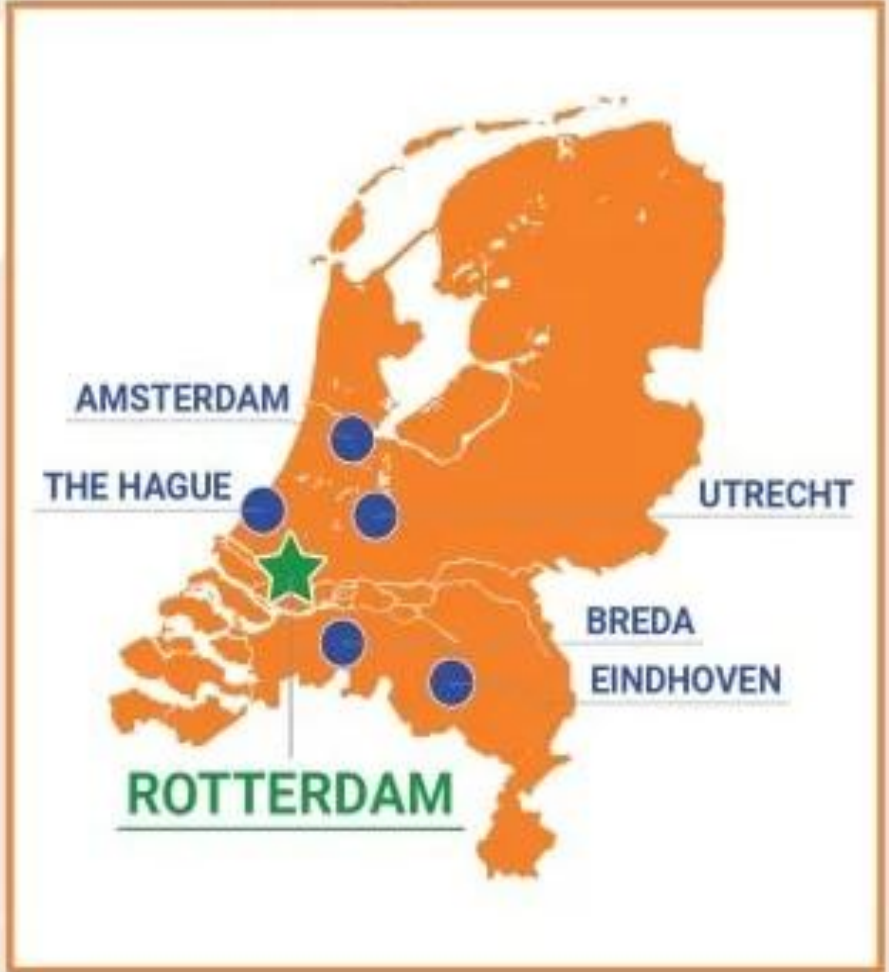 AMSTERDAM
THE HAGUE
UTRECHT
BREDA
EINDHOVEN
ROTTERDAM